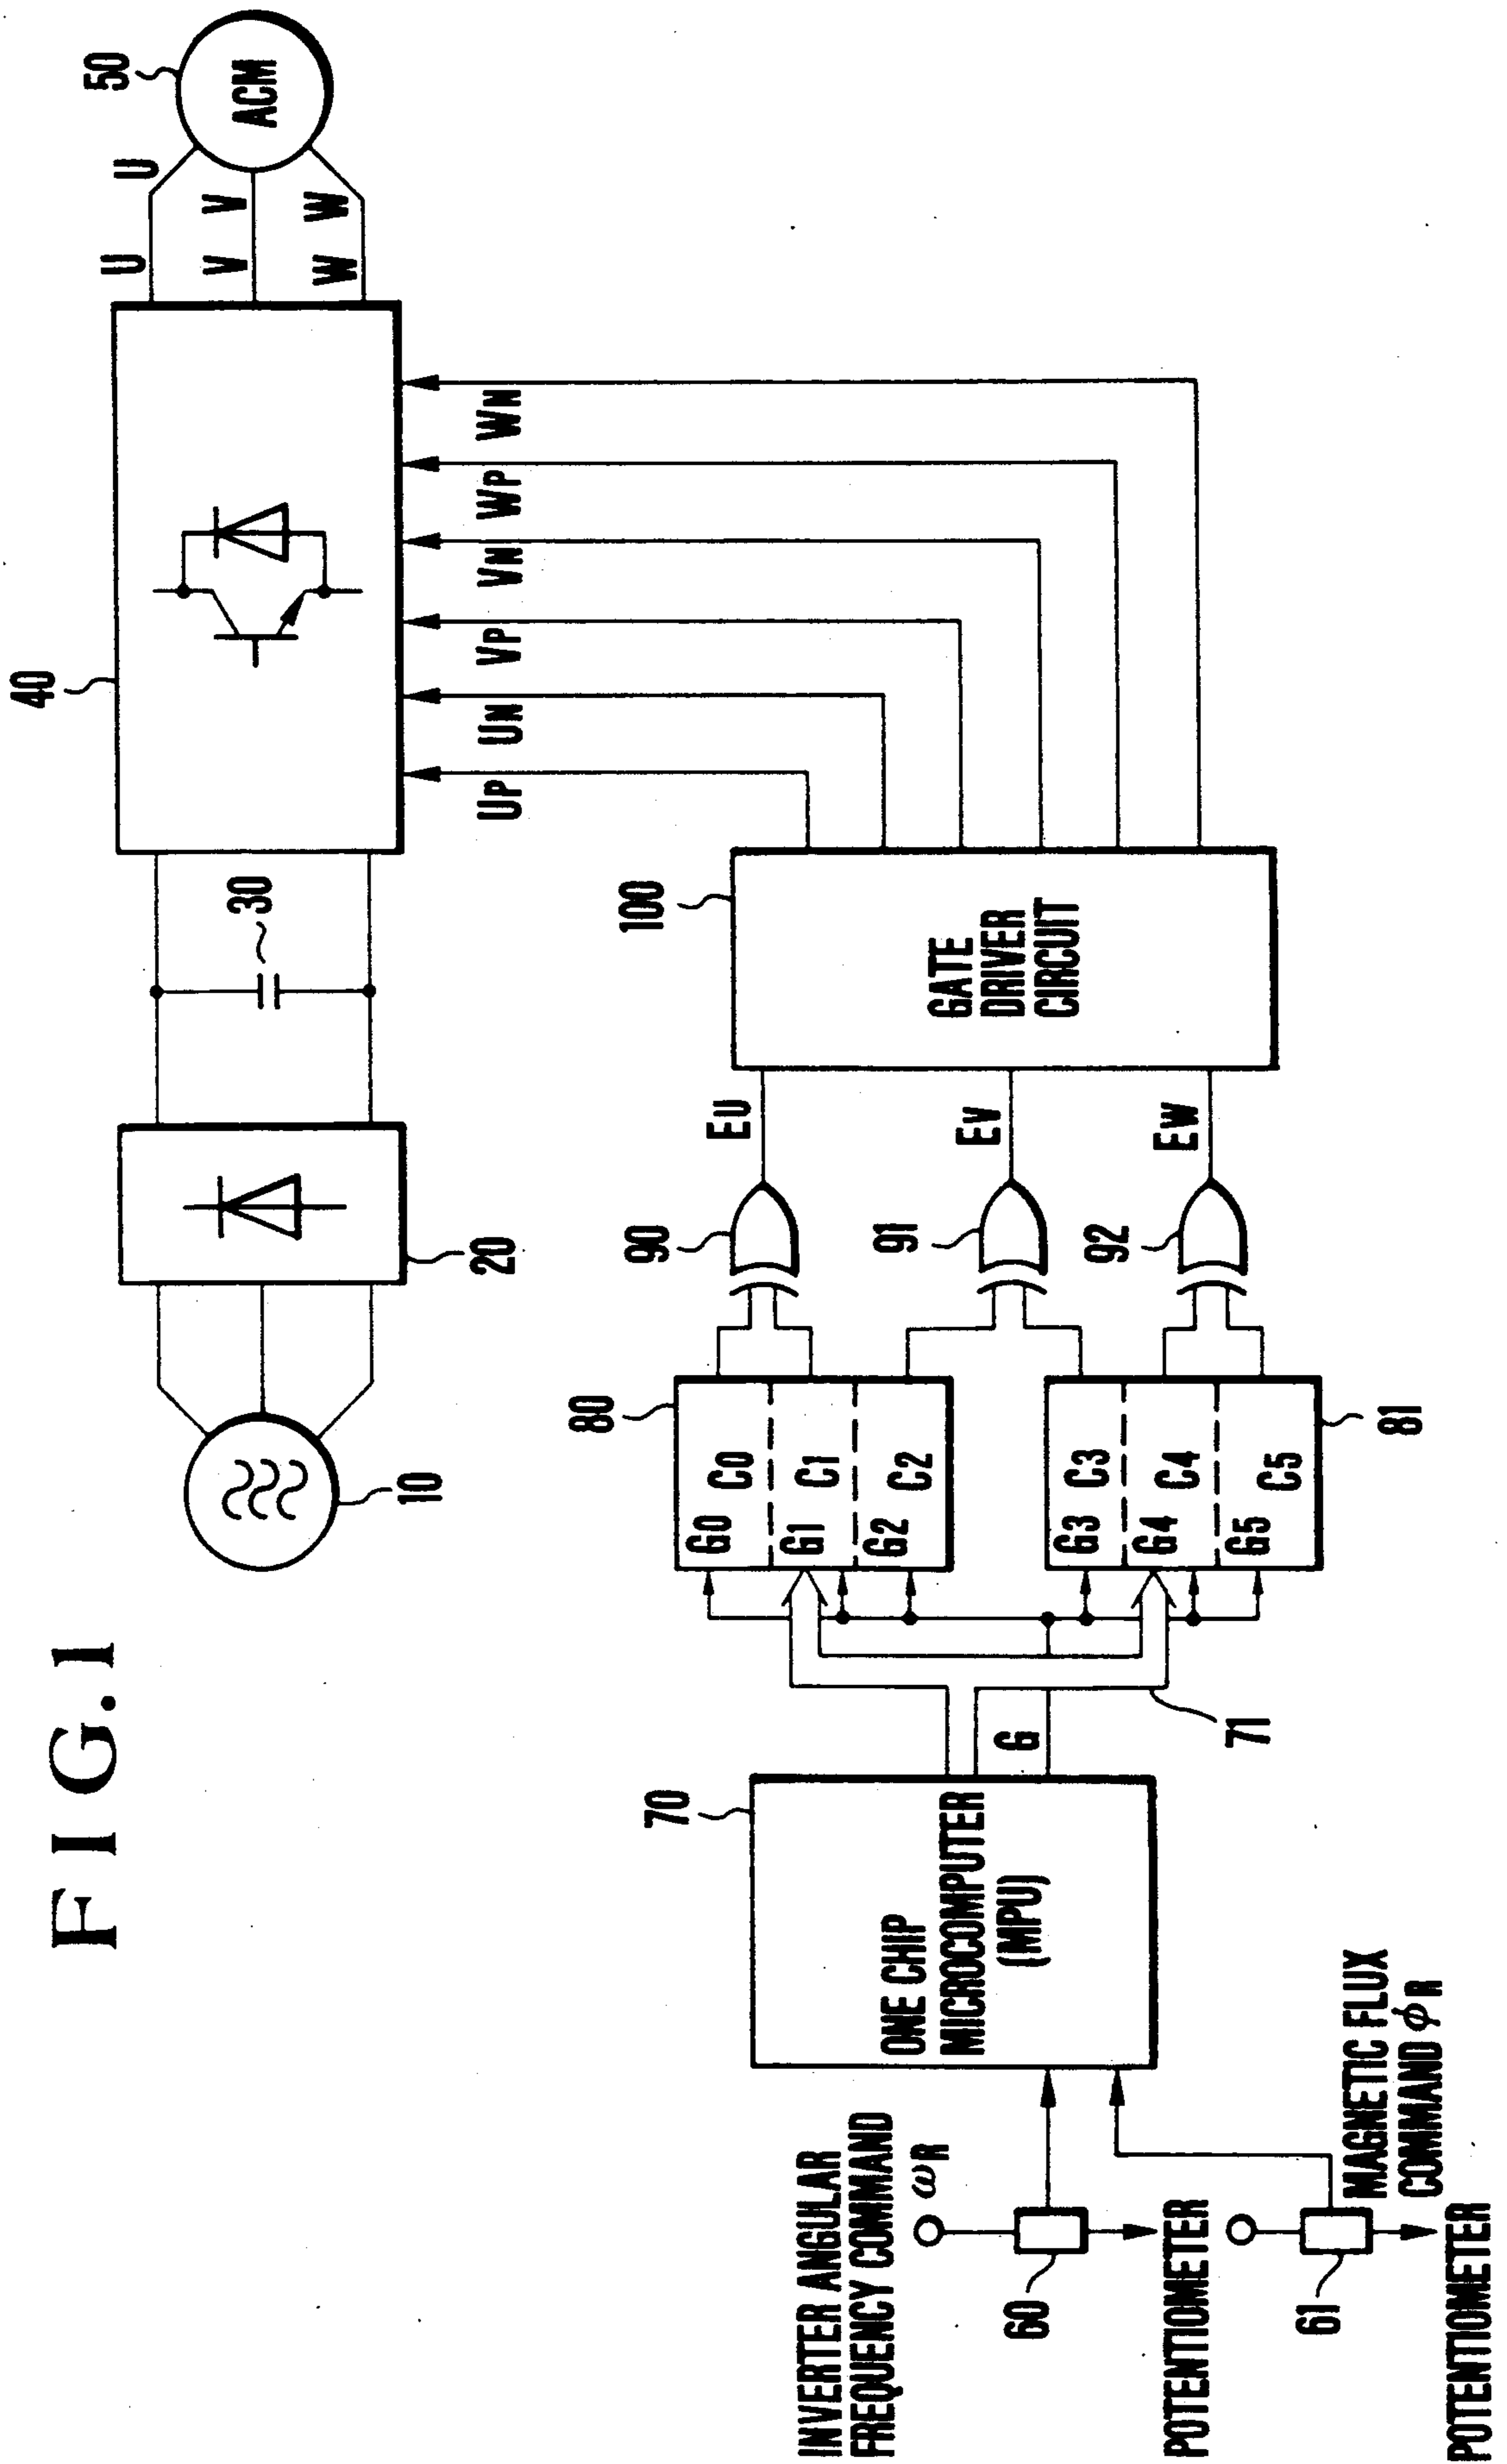 FIG.1
10
20
30
40
50
ACM
U U
V V
W W
UP UN VP VN WP WN
INVERTER ANGULAR
FREQUENCY COMMAND
ωR
60
POTENTIOMETER
MAGNETIC FLUX
COMMAND ϕR
61
POTENTIOMETER
70
ONE CHIP
MICROCOMPUTER
(MPU)
G
71
80
G0 C0
G1 C1
G2 C2
G3 C3
G4 C4
G5 C5
81
90
91
92
EU
EV
EW
100
GATE
DRIVER
CIRCUIT